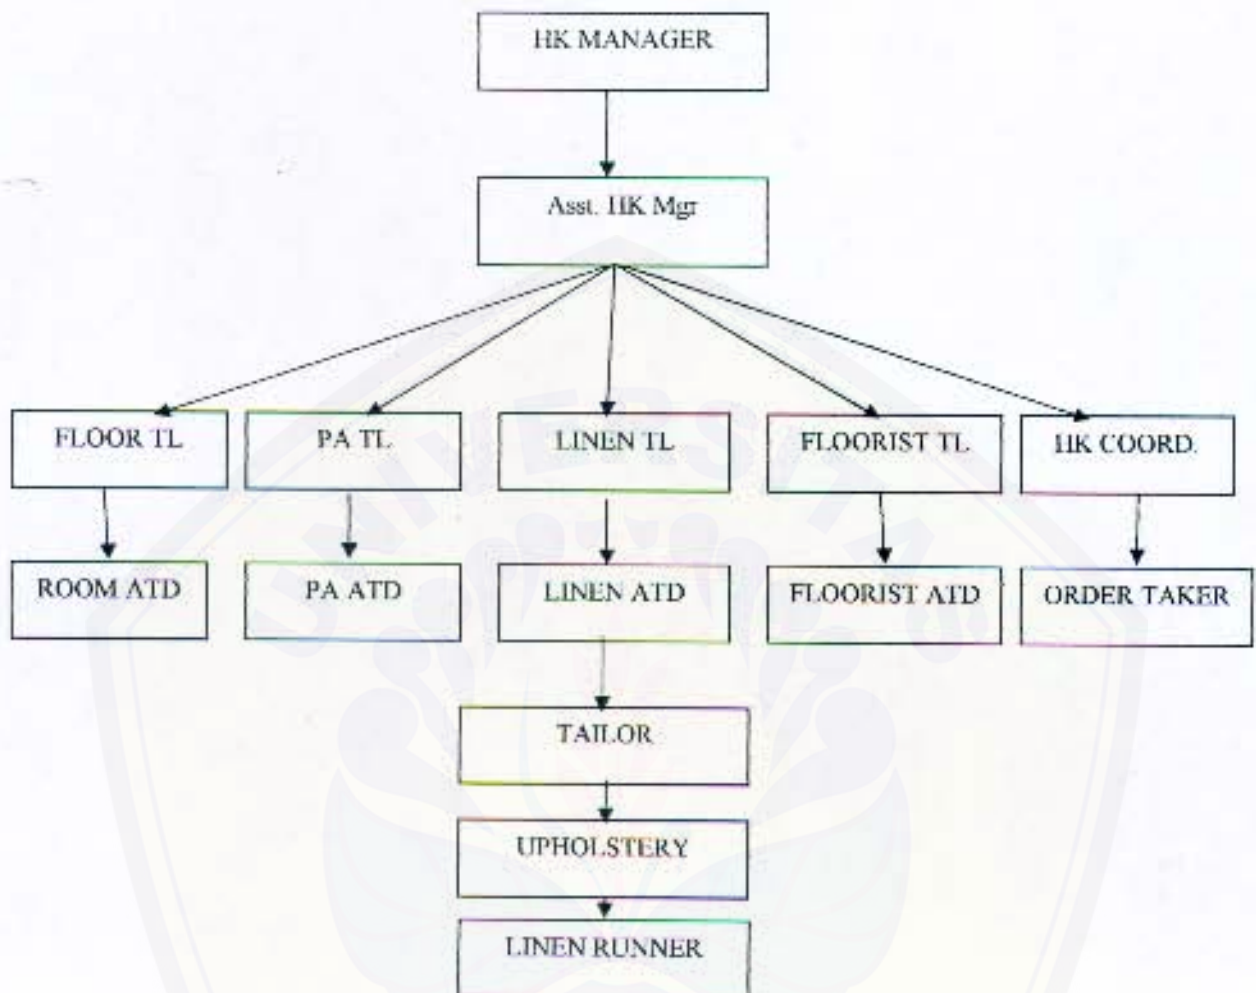 HK MANAGER
Asst. HK Mgr
FLOOR TL
PA TL
LINEN TL
FLOORIST TL
HK COORD.
ROOM ATD
PA ATD
LINEN ATD
FLOORIST ATD
ORDER TAKER
TAILOR
UPHOLSTERY
LINEN RUNNER
UNIVERSITAS